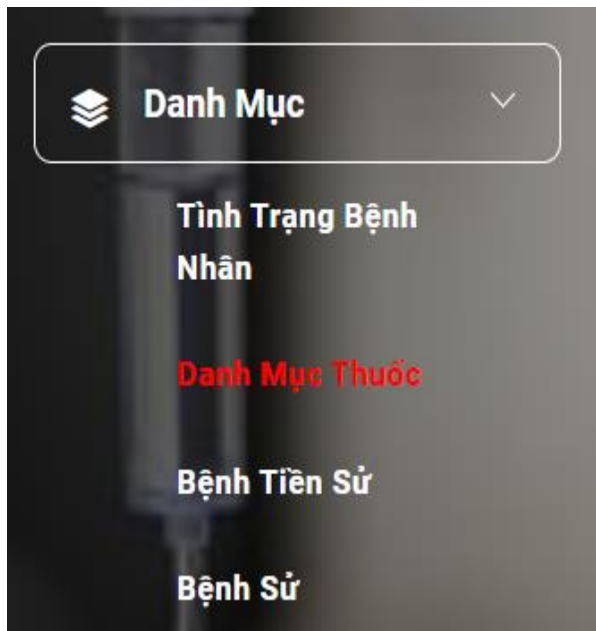 Danh Mục
Tình Trạng Bệnh
Nhân
Danh Mục Thuốc
Bệnh Tiền Sử
Bệnh Sử